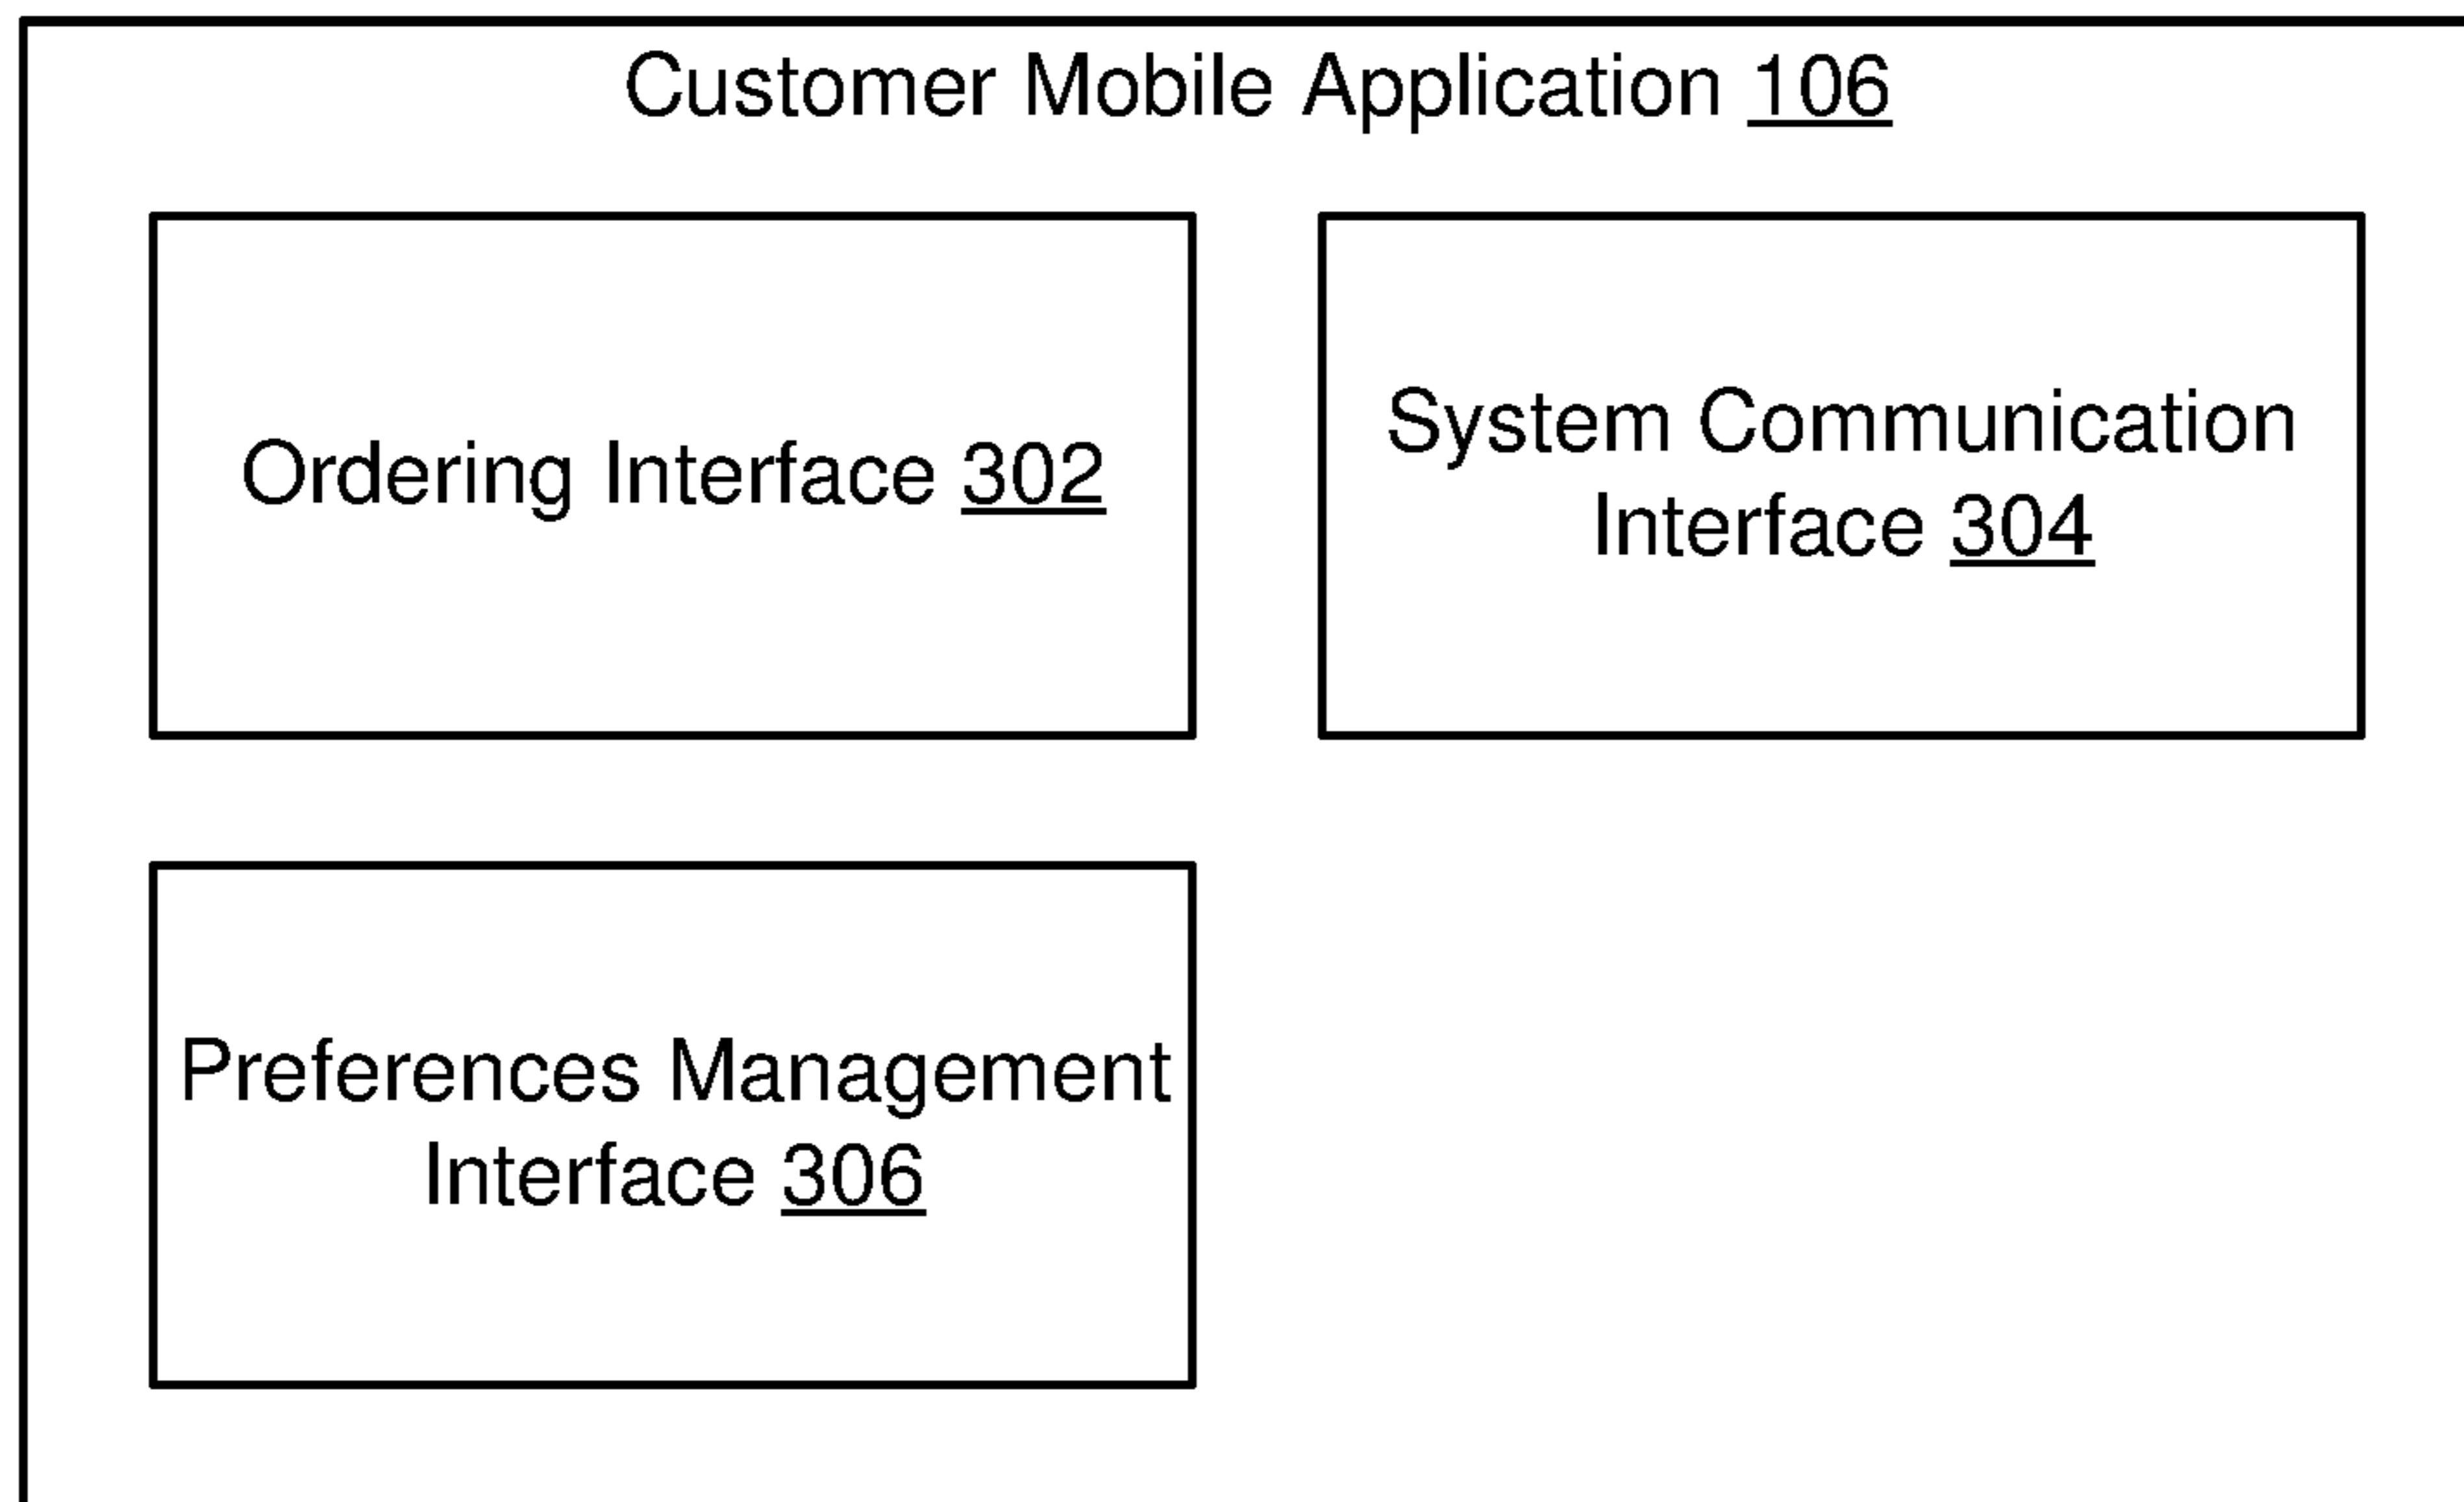 Customer Mobile Application 106
Ordering Interface 302
System Communication
Interface 304
Preferences Management
Interface 306